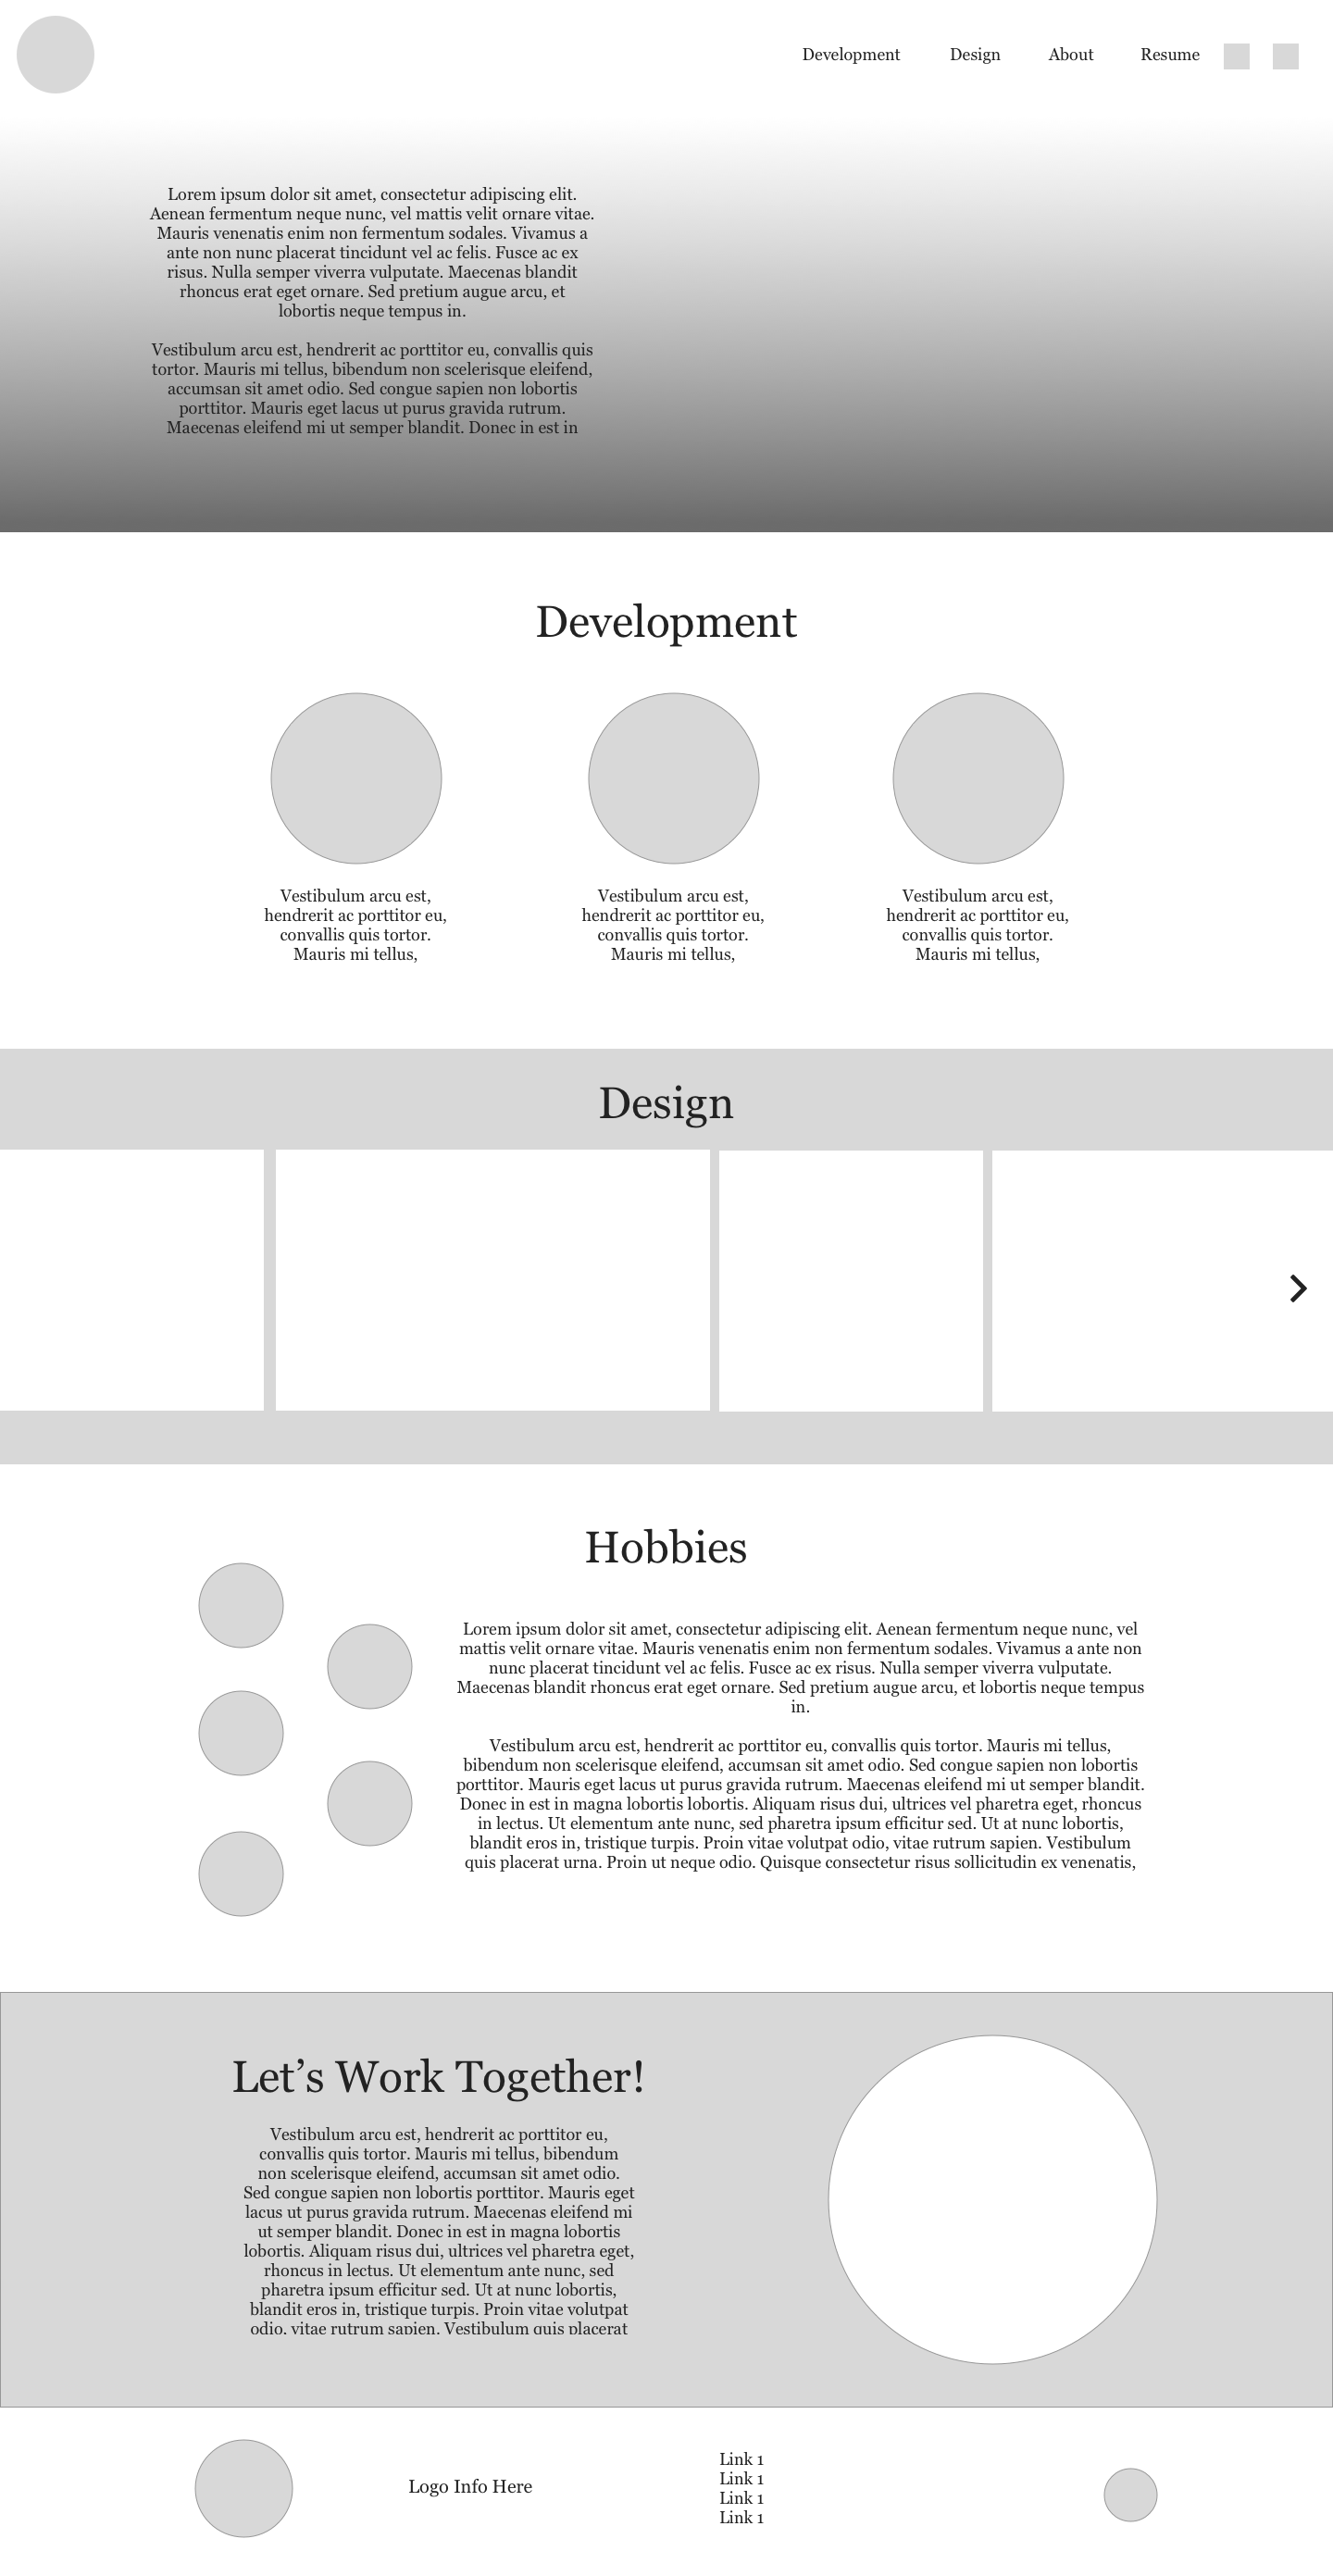 Development Design About Resume
Lorem ipsum dolor sit amet, consectetur adipiscing elit.
Aenean fermentum neque nunc, vel mattis velit ornare vitae.
Mauris venenatis enim non fermentum sodales. Vivamus a
ante non nunc placerat tincidunt vel ac felis. Fusce ac ex
risus. Nulla semper viverra vulputate. Maecenas blandit
rhoncus erat eget ornare. Sed pretium augue arcu, et
lobortis neque tempus in.
Vestibulum arcu est, hendrerit ac porttitor eu, convallis quis
tortor. Mauris mi tellus, bibendum non scelerisque eleifend,
accumsan sit amet odio. Sed congue sapien non lobortis
porttitor. Mauris eget lacus ut purus gravida rutrum.
Maecenas eleifend mi ut semper blandit. Donec in est in
Development
Vestibulum arcu est,
hendrerit ac porttitor eu,
convallis quis tortor.
Mauris mi tellus,
Vestibulum arcu est,
hendrerit ac porttitor eu,
convallis quis tortor.
Mauris mi tellus,
Vestibulum arcu est,
hendrerit ac porttitor eu,
convallis quis tortor.
Mauris mi tellus,
Design
Hobbies
Lorem ipsum dolor sit amet, consectetur adipiscing elit. Aenean fermentum neque nunc, vel
mattis velit ornare vitae. Mauris venenatis enim non fermentum sodales. Vivamus a ante non
nunc placerat tincidunt vel ac felis. Fusce ac ex risus. Nulla semper viverra vulputate.
Maecenas blandit rhoncus erat eget ornare. Sed pretium augue arcu, et lobortis neque tempus
in.
Vestibulum arcu est, hendrerit ac porttitor eu, convallis quis tortor. Mauris mi tellus,
bibendum non scelerisque eleifend, accumsan sit amet odio. Sed congue sapien non lobortis
porttitor. Mauris eget lacus ut purus gravida rutrum. Maecenas eleifend mi ut semper blandit.
Donec in est in magna lobortis lobortis. Aliquam risus dui, ultrices vel pharetra eget, rhoncus
in lectus. Ut elementum ante nunc, sed pharetra ipsum efficitur sed. Ut at nunc lobortis,
blandit eros in, tristique turpis. Proin vitae volutpat odio, vitae rutrum sapien. Vestibulum
quis placerat urna. Proin ut neque odio. Quisque consectetur risus sollicitudin ex venenatis,
Let’s Work Together!
Vestibulum arcu est, hendrerit ac porttitor eu,
convallis quis tortor. Mauris mi tellus, bibendum
non scelerisque eleifend, accumsan sit amet odio.
Sed congue sapien non lobortis porttitor. Mauris eget
lacus ut purus gravida rutrum. Maecenas eleifend mi
ut semper blandit. Donec in est in magna lobortis
lobortis. Aliquam risus dui, ultrices vel pharetra eget,
rhoncus in lectus. Ut elementum ante nunc, sed
pharetra ipsum efficitur sed. Ut at nunc lobortis,
blandit eros in, tristique turpis. Proin vitae volutpat
odio, vitae rutrum sapien. Vestibulum quis placerat
Logo Info Here
Link 1
Link 1
Link 1
Link 1